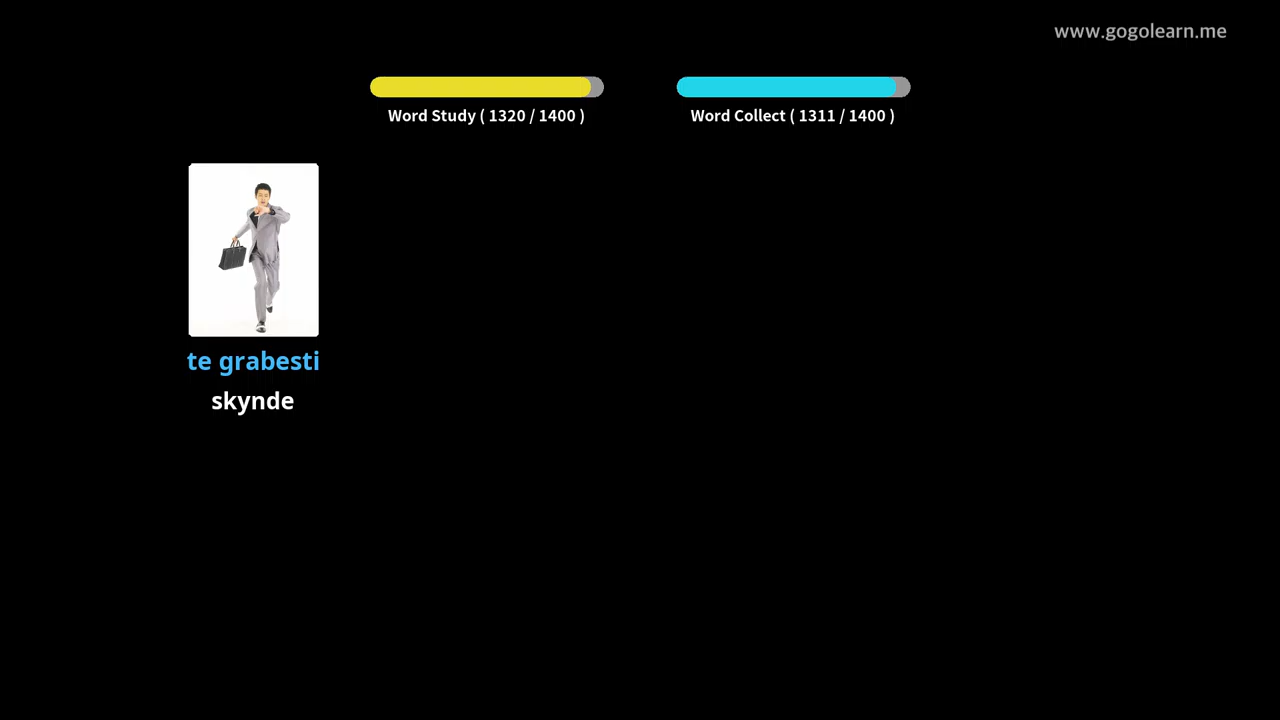 www.gogolearn.me
Word Study ( 1320 / 1400 )
Word Collect ( 1311 / 1400 )
te grabesti
skynde